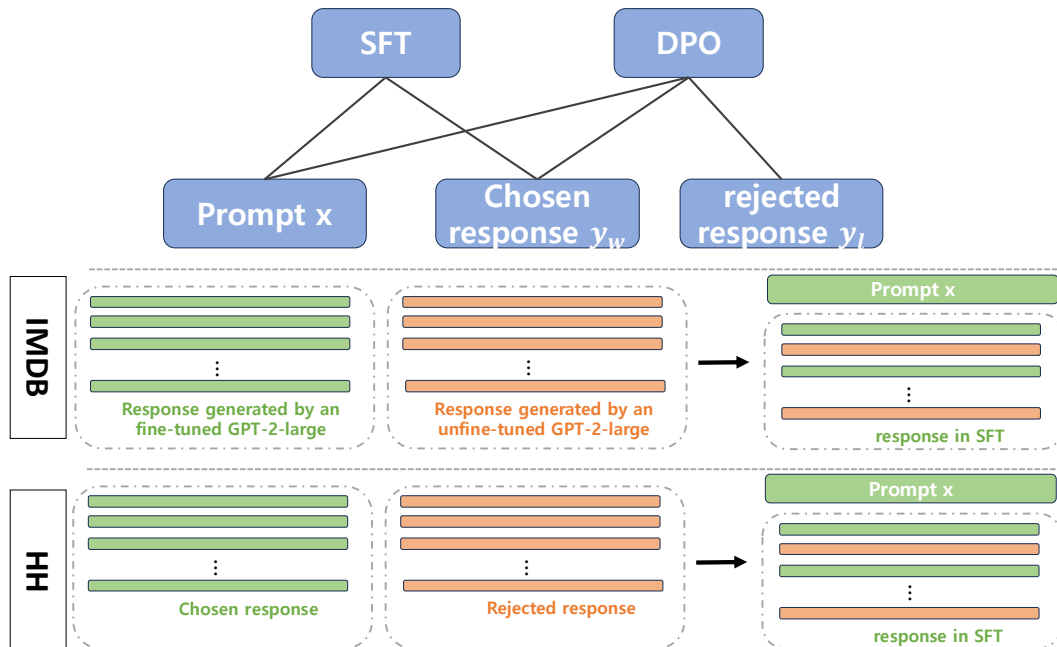 SFT
DPO
Prompt x
Chosen
response y_w
rejected
response y_l
IMDB
Response generated by an
fine-tuned GPT-2-large
Response generated by an
unfine-tuned GPT-2-large
Prompt x
response in SFT
HH
Chosen response
Rejected response
Prompt x
response in SFT